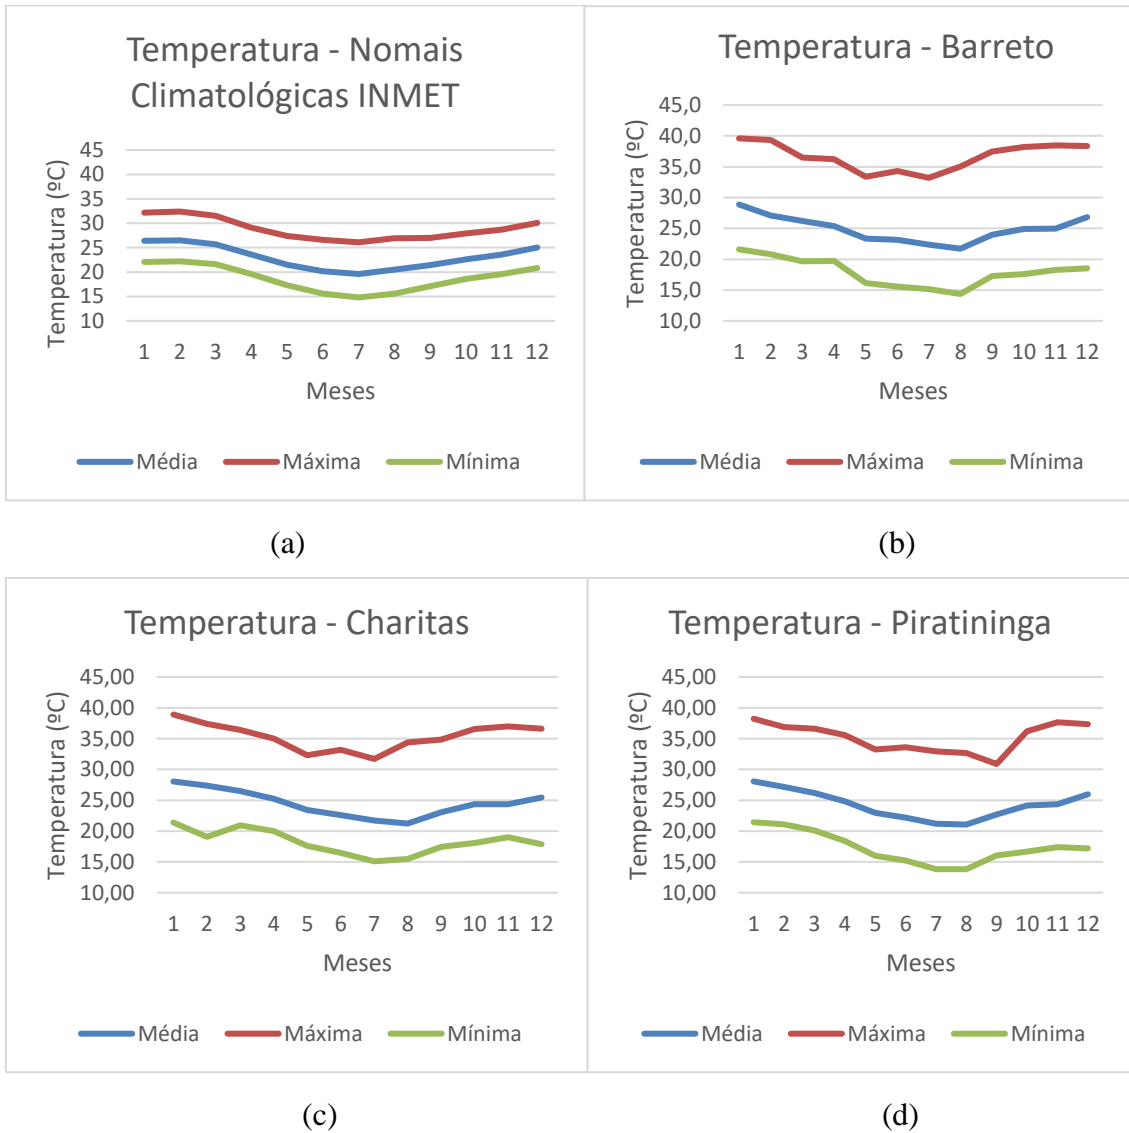 Temperatura - Nomais
Climatológicas INMET
Temperatura (ºC)
45
40
35
30
25
20
15
10
1 2 3 4 5 6 7 8 9 10 11 12
Meses
Média Máxima Mínima
(a)
Temperatura - Barreto
Temperatura (ºC)
45,0
40,0
35,0
30,0
25,0
20,0
15,0
10,0
1 2 3 4 5 6 7 8 9 10 11 12
Meses
Média Máxima Mínima
(b)
Temperatura - Charitas
Temperatura (ºC)
45,00
40,00
35,00
30,00
25,00
20,00
15,00
10,00
1 2 3 4 5 6 7 8 9 10 11 12
Meses
Média Máxima Mínima
(c)
Temperatura - Piratininga
Temperatura (ºC)
45,00
40,00
35,00
30,00
25,00
20,00
15,00
10,00
1 2 3 4 5 6 7 8 9 10 11 12
Meses
Média Máxima Mínima
(d)